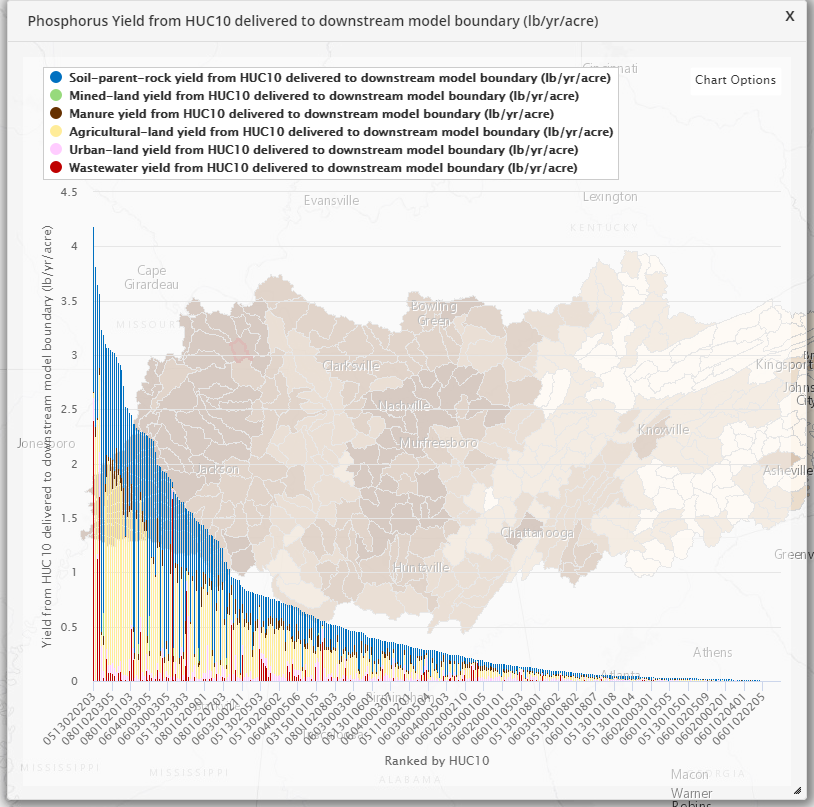 Phosphorus Yield from HUC10 delivered to downstream model boundary (lb/yr/acre)
X
Cincinnati
Soil-parent-rock yield from HUC10 delivered to downstream model boundary (lb/yr/acre)
Chart Options
Mined-land yield from HUC10 delivered to downstream model boundary (lb/yr/acre)
Manure yield from HUC10 delivered to downstream model boundary (lb/yr/acre)
Agricultural-land yield from HUC10 delivered to downstream model boundary (lb/yr/acre)
Urban-land yield from HUC10 delivered to downstream model boundary (lb/yr/acre)
Wastewater yield from HUC10 delivered to downstream model boundary (lb/yr/acre)
4.5
Evansville
Lexington
KENTUCKY
4
Cape
Girardeau
3.5
Bowling
Green
MISSOURI
3
Clarksville
Kingsport
Johns
City
2.5
Nashville
Knoxville
Jonesboro
Murfreesboro
2
Jackson
Asheville
1.5
Chattanooga
Greenv
1
Huntsville
0.5
Athens
Atlanta
0
Yield from HUC10 delivered to downstream model boundary (lb/yr/acre)
Birmingham
0513020203
0801020305
0801020105
0604000305
0603000305
0513020303
0801020901
0801020703
0603000211
0513020503
0513020602
0604000506
0315010105
0801020803
0603000306
0513010605
0604000307
0511000205
0603000504
0604000503
0602000210
0603000105
0602000101
0601010503
0513010801
0603000602
0513010802
0601010801
0601010108
0513010104
0602000301
0601010505
0513010501
0601020509
0602000201
0601020401
0601020205
Ranked by HUC10
MISSISSIPPI
MISSISSIPPI
ALABAMA
GEORGIA
Macon
Warner
Robins